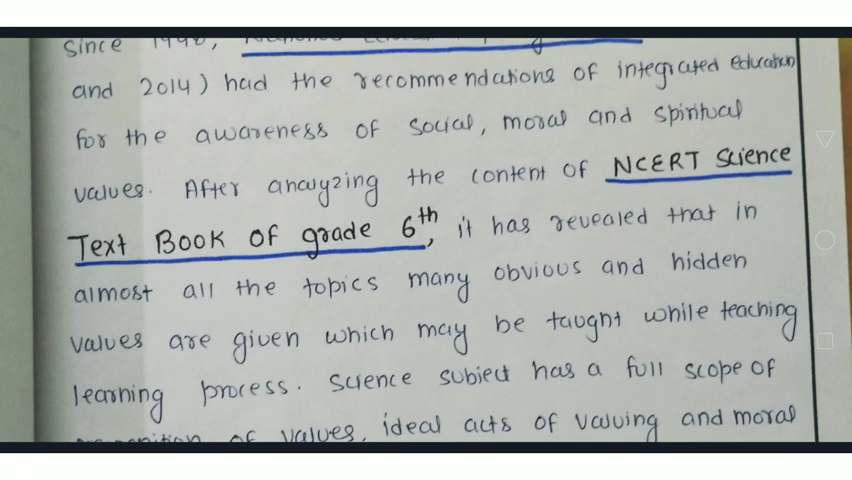 since
and 2014) had the recommendations of integrated education
for the awareness of social, moral and spiritual
values. After analyzing the content of NCERT Science
Text Book of grade 6th, it has revealed that in
almost all the topics many obvious and hidden
values are given which may be taught while teaching
learning process. Science subject has a full scope of
of values, ideal acts of valuing and moral